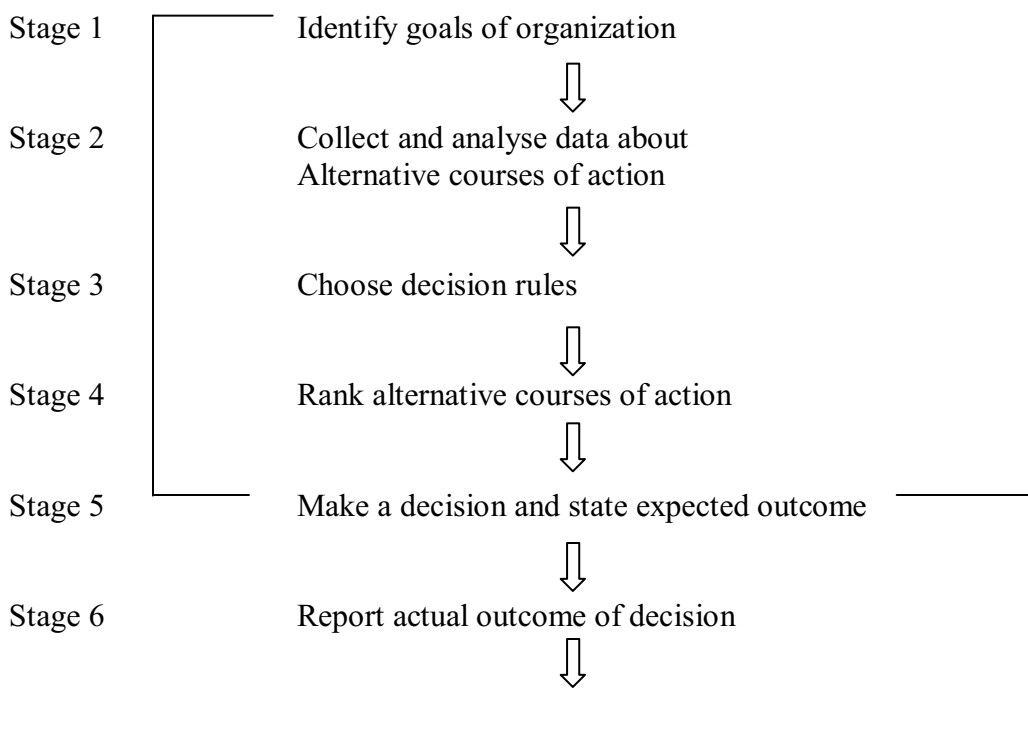 Stage 1 Identify goals of organization
Stage 2 Collect and analyse data about
Alternative courses of action
Stage 3 Choose decision rules
Stage 4 Rank alternative courses of action
Stage 5 Make a decision and state expected outcome
Stage 6 Report actual outcome of decision